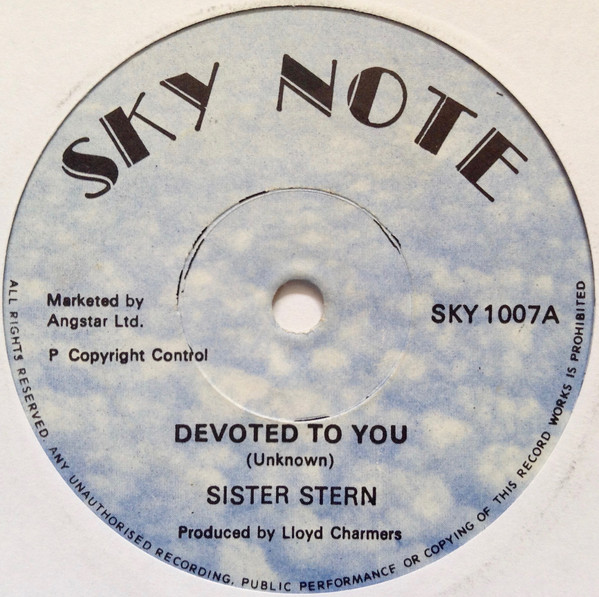 SKY NOTE
Marketed by
Angstar Ltd.
P Copyright Control
SKY 1007A
DEVOTED TO YOU
(Unknown)
SISTER STERN
Produced by Lloyd Charmers
ALL RIGHTS RESERVED. ANY UNAUTHORISED RECORDING, PUBLIC PERFORMANCE OR COPYING OF THIS RECORD WORKS IS PROHIBITED